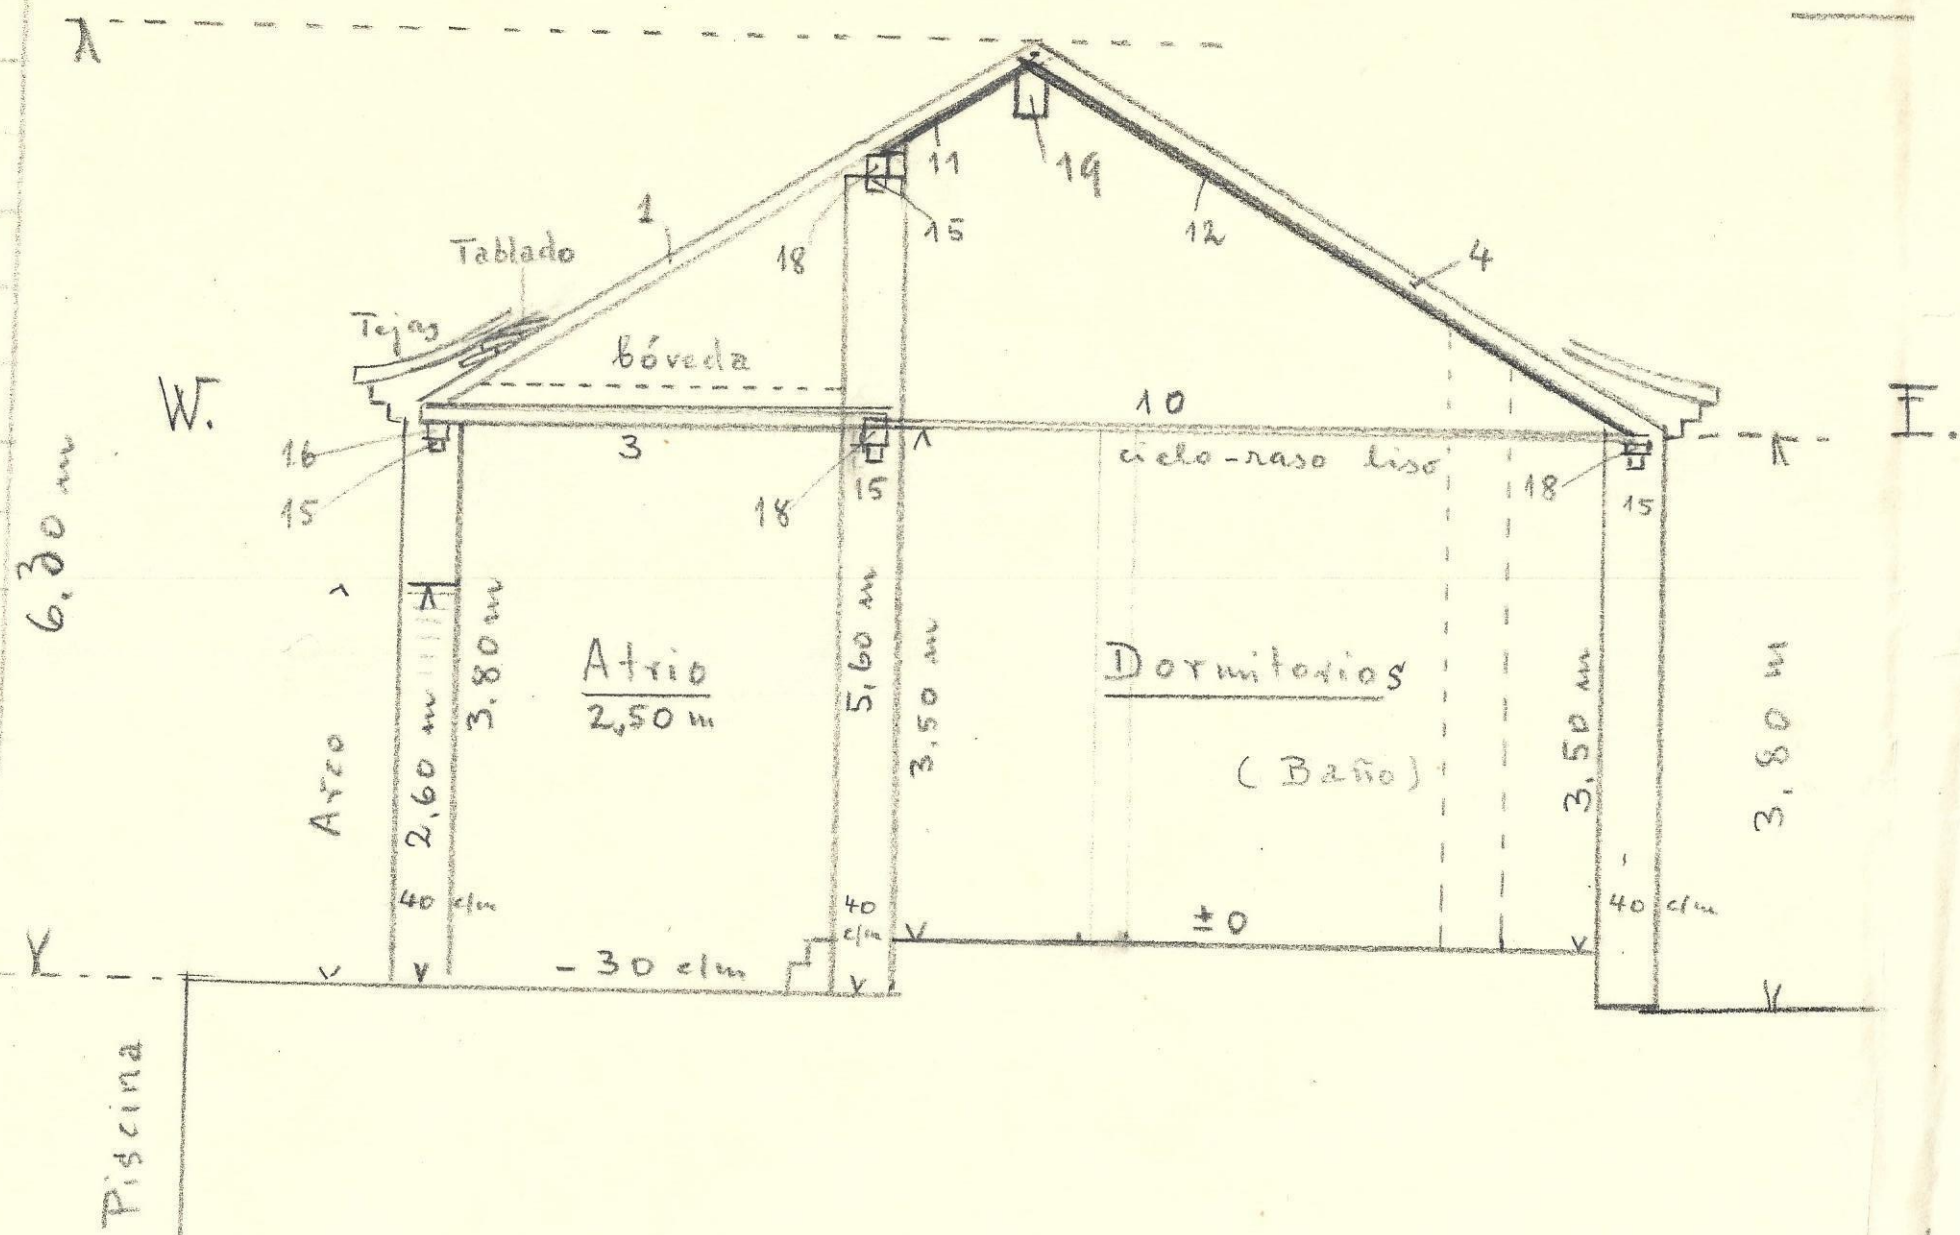 1
Tablado
Tejas
bóveda
W.
16
15
3
18
15
11
19
12
4
10
cielo-raso liso
18
15
18
15
6,30 m
Arco
2,60 m
3.80 m
Atrio
2,50 m
5,60 m
3,50 m
Dormitorios
(Baño)
3,50 m
3,80 m
40 c/m
40
c/m
40 c/m
± 0
- 30 c/m
Piscina